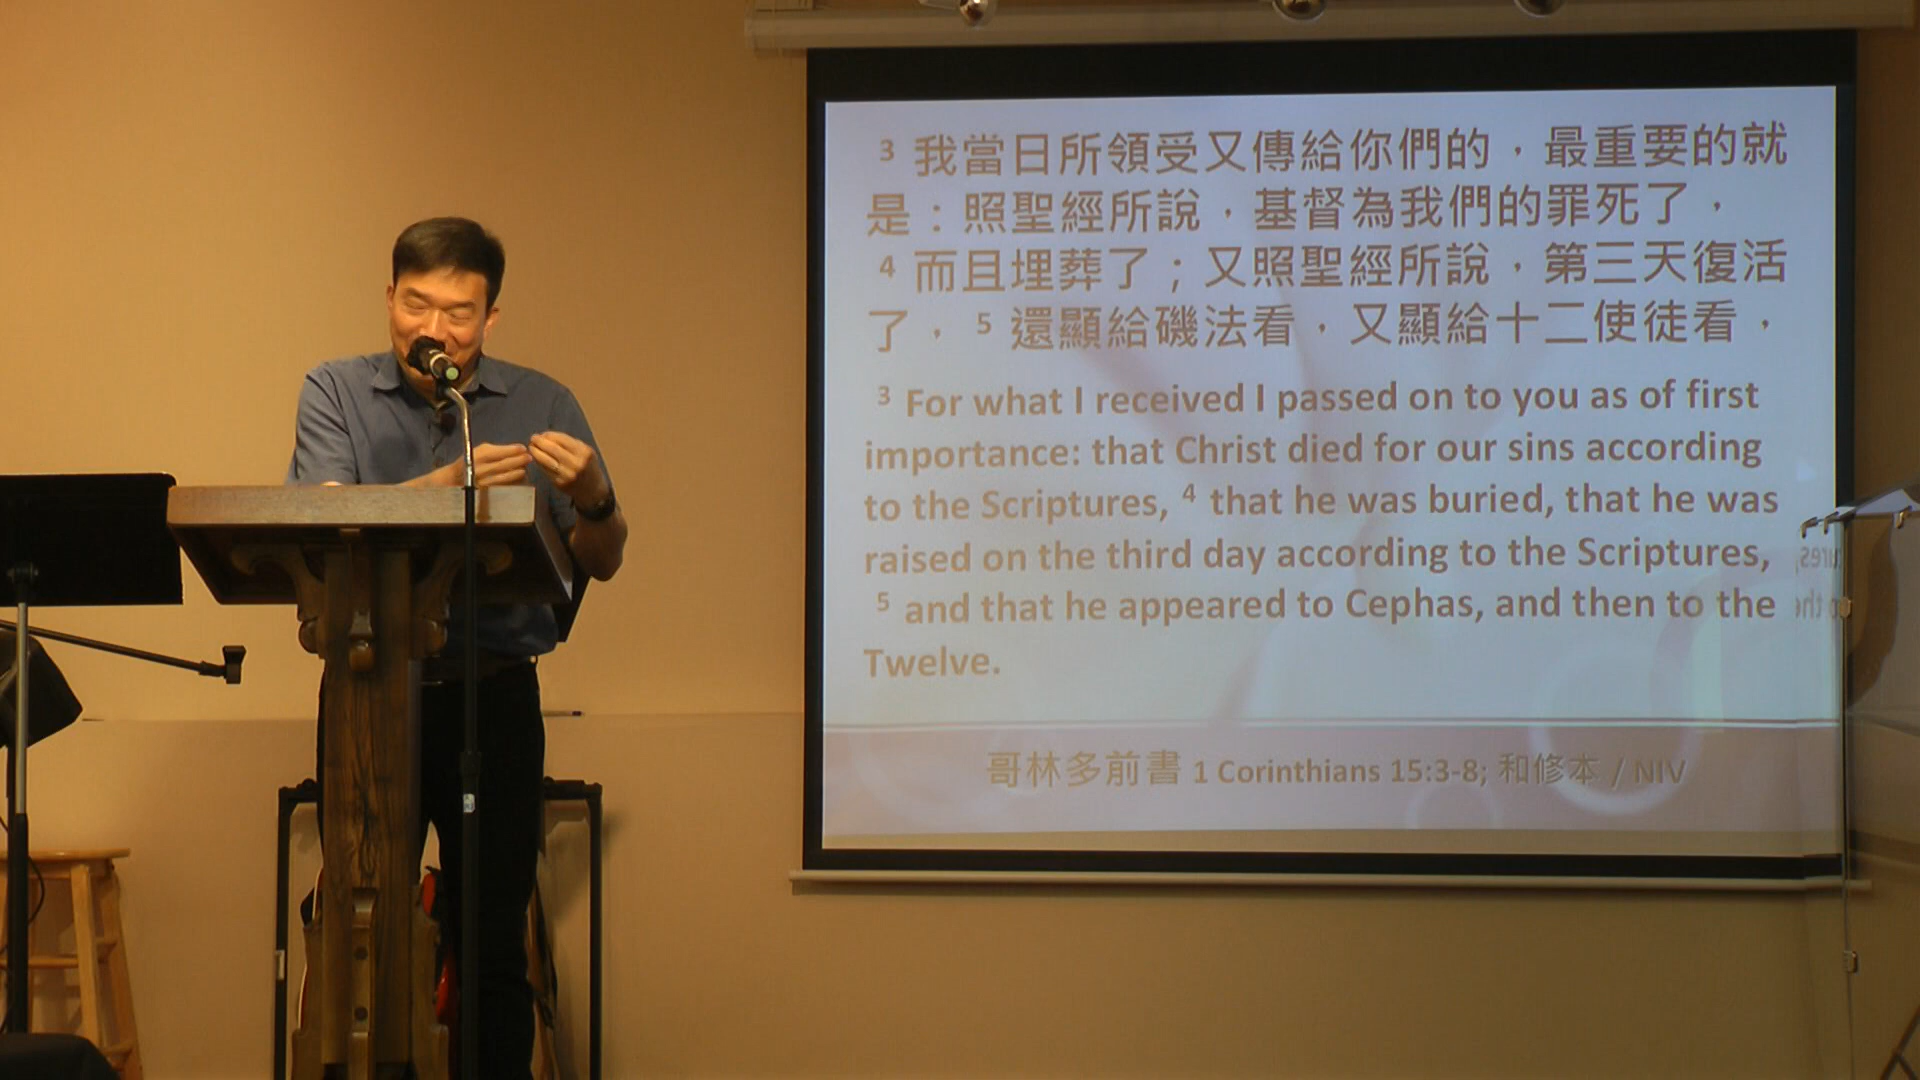 3 我當日所領受又傳給你們的，最重要的就
是：照聖經所說，基督為我們的罪死了，
4 而且埋葬了；又照聖經所說，第三天復活
了， 5 還顯給磯法看，又顯給十二使徒看，
3 For what I received I passed on to you as of first
importance: that Christ died for our sins according
to the Scriptures, 4 that he was buried, that he was
raised on the third day according to the Scriptures,
5 and that he appeared to Cephas, and then to the
Twelve.
哥林多前書 1 Corinthians 15:3-8; 和修本 / NIV